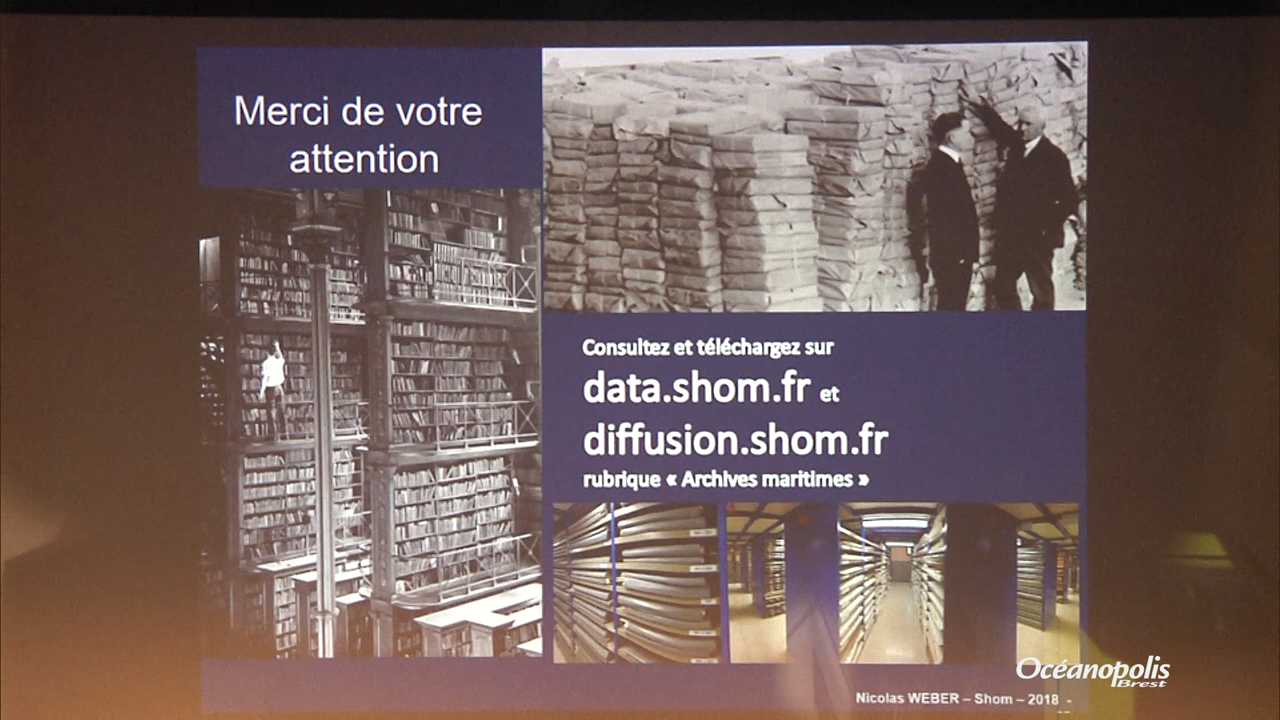 Merci de votre
attention
Consultez et téléchargez sur
data.shom.fr et
diffusion.shom.fr
rubrique « Archives maritimes »
Océanopolis
Brest
Nicolas WEBER – Shom – 2018 -